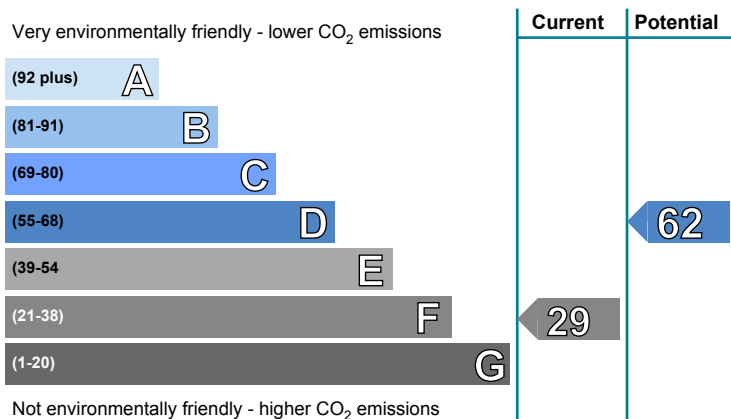 Current Potential
Very environmentally friendly - lower CO2 emissions
(92 plus) A
(81-91) B
(69-80) C
(55-68) D 62
(39-54 E
(21-38) F 29
(1-20) G
Not environmentally friendly - higher CO2 emissions